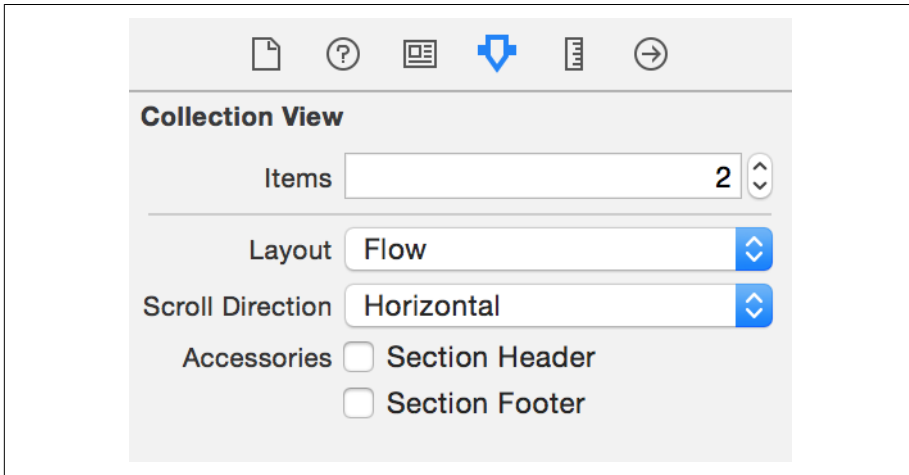 Collection View
Items 2
Layout Flow
Scroll Direction Horizontal
Accessories Section Header
Section Footer